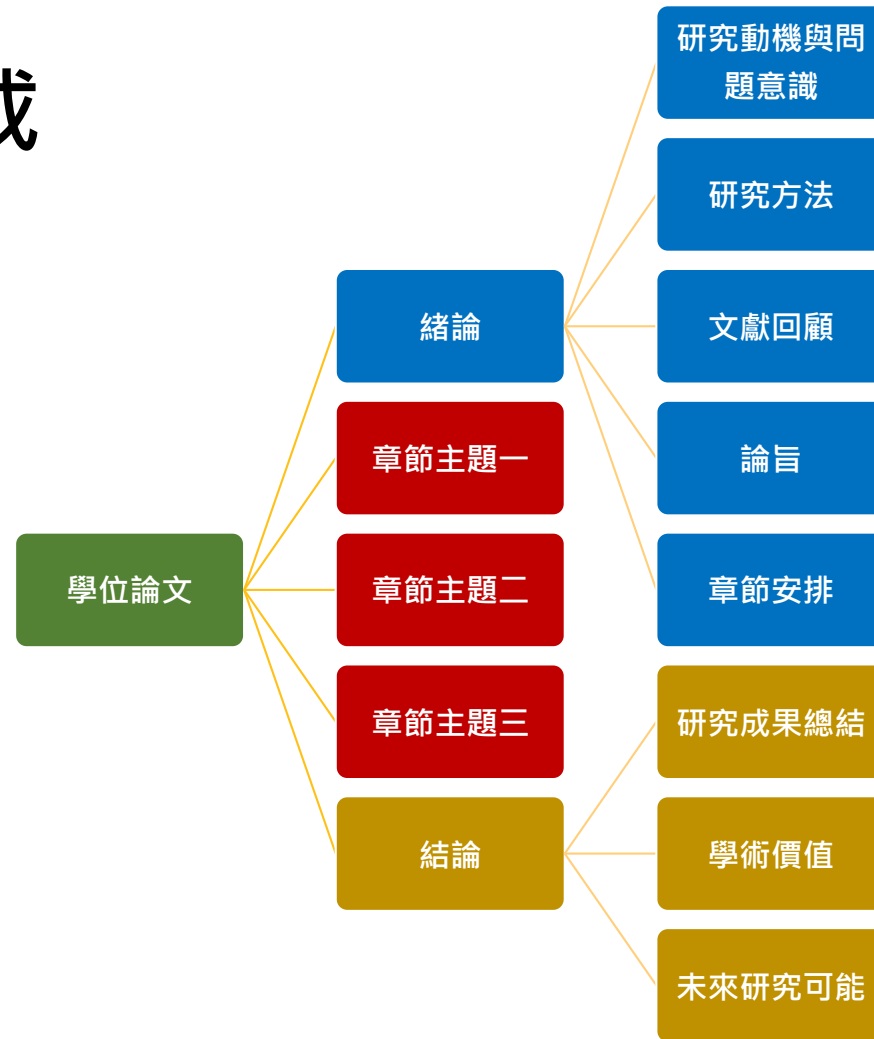 學位論文
緒論
章節主題一
章節主題二
章節主題三
結論
研究動機與問
題意識
研究方法
文獻回顧
論旨
章節安排
研究成果總結
學術價值
未來研究可能